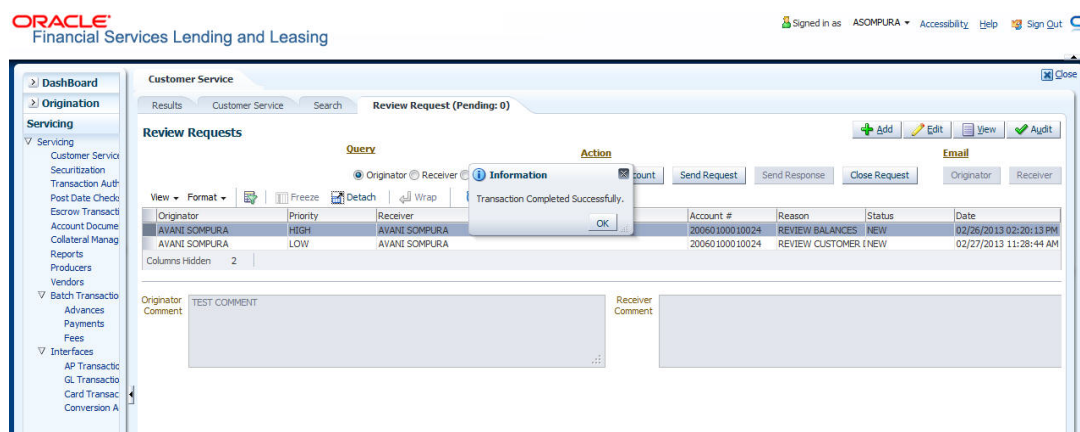 ORACLE'
Financial Services Lending and Leasing
Signed in as ASOMPURA Accessibility Help Sign Out
Close
DashBoard
Origination
Servicing
Servicing
Customer Service
Securitization
Transaction Auth
Post Date Check
Escrow Transacti
Account Docume
Collateral Manag
Reports
Producers
Vendors
Batch Transactio
Advances
Payments
Fees
Interfaces
AP Transactio
GL Transactio
Card Transac
Conversion A
Customer Service
Results Customer Service Search Review Request (Pending: 0)
Review Requests
Add Edit View Audit
Query Action Email
Originator Receiver
count Send Request Send Response Close Request Originator Receiver
Information
Transaction Completed Successfully.
OK
View Format Freeze Detach Wrap
Originator Priority Receiver Account # Reason Status Date
AVANI SOMPURA HIGH AVANI SOMPURA 20060100010024 REVIEW BALANCES NEW 02/26/2013 02:20:13 PM
AVANI SOMPURA LOW AVANI SOMPURA 20060100010024 REVIEW CUSTOMER I NEW 02/27/2013 11:28:44 AM
Columns Hidden 2
Originator Comment
TEST COMMENT
Receiver Comment